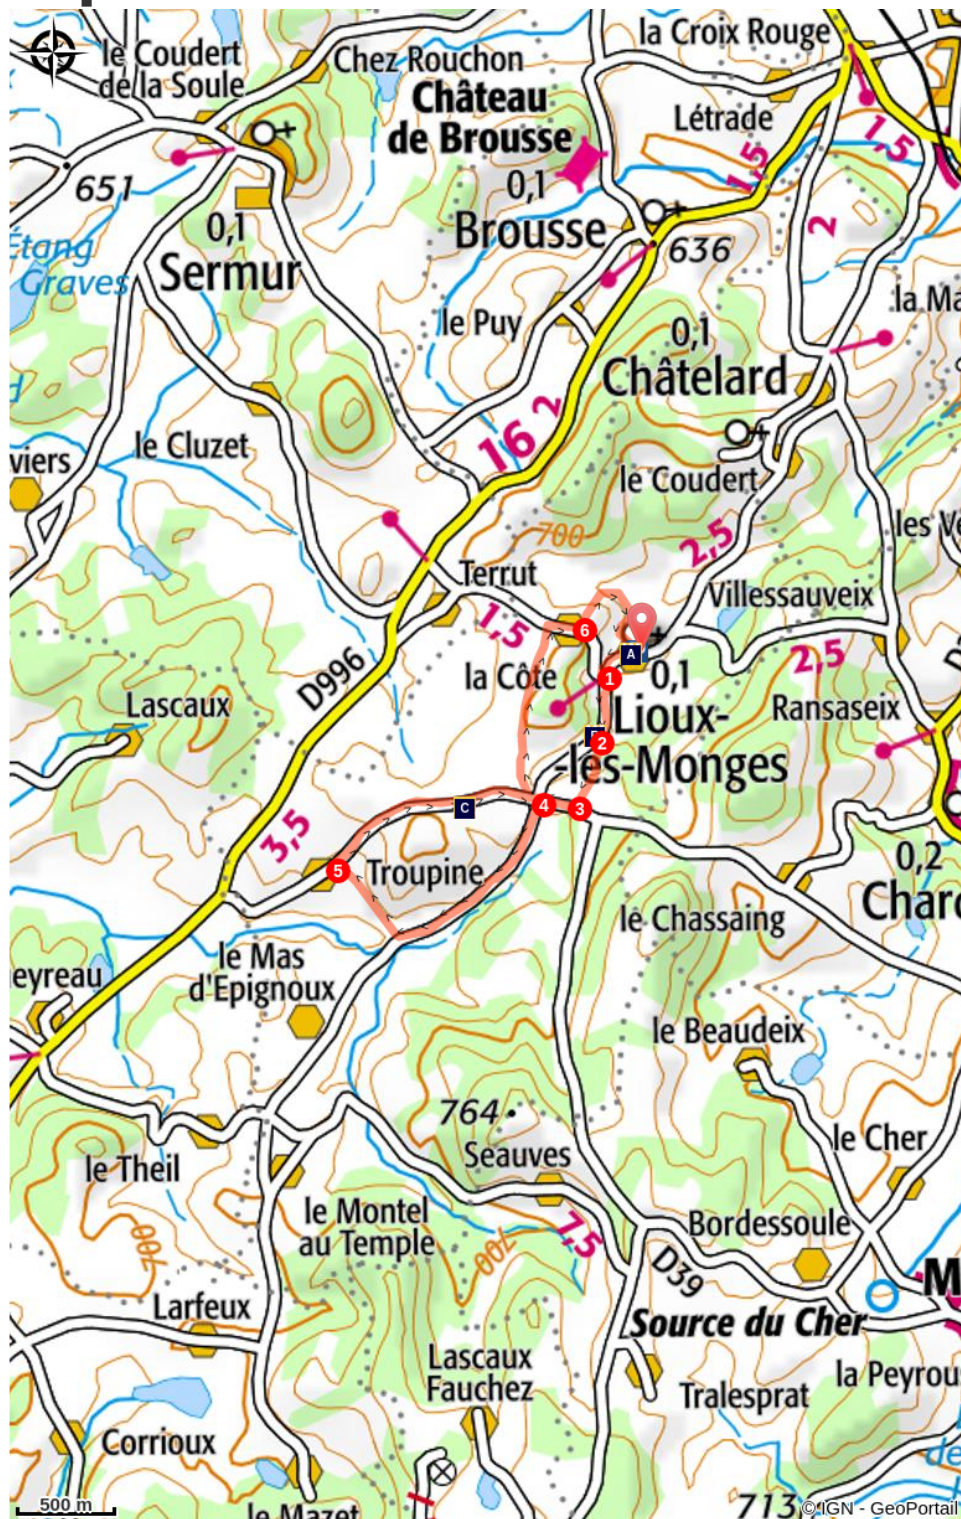 la Croix Rouge
le Coudert
de la Soule
Chez Rouchon
Château
de Brousse
Létrade
1,5
1,5
651
0,1
0,1
Brousse
636
2
Étang
Graves
Sermur
la Ma
le Puy
0,1
Châtelard
2
16
le Cluzet
viers
le Coudert
700
2,5
les Ve
Terrut
Villessauveix
1,5
6
A
2,5
D996
la Côte
1
0,1
Lascaux
Lioux-
-les-Monges
Ransaseix
2
3,5
C
4
3
5
Troupine
0,2
Charo
le Chassaing
le Mas
d'Epignoux
eyreau
le Beaudeix
764
Seauves
le Cher
le Theil
700
le Montel
au Temple
700
7,5
Bordessoule
D39
Larfeux
Source du Cher
M
Lascaux
Fauchez
la Peyrou
Tralesprat
Corrioux
de
500 m
le Mazet
713
© IGN - GeoPortail